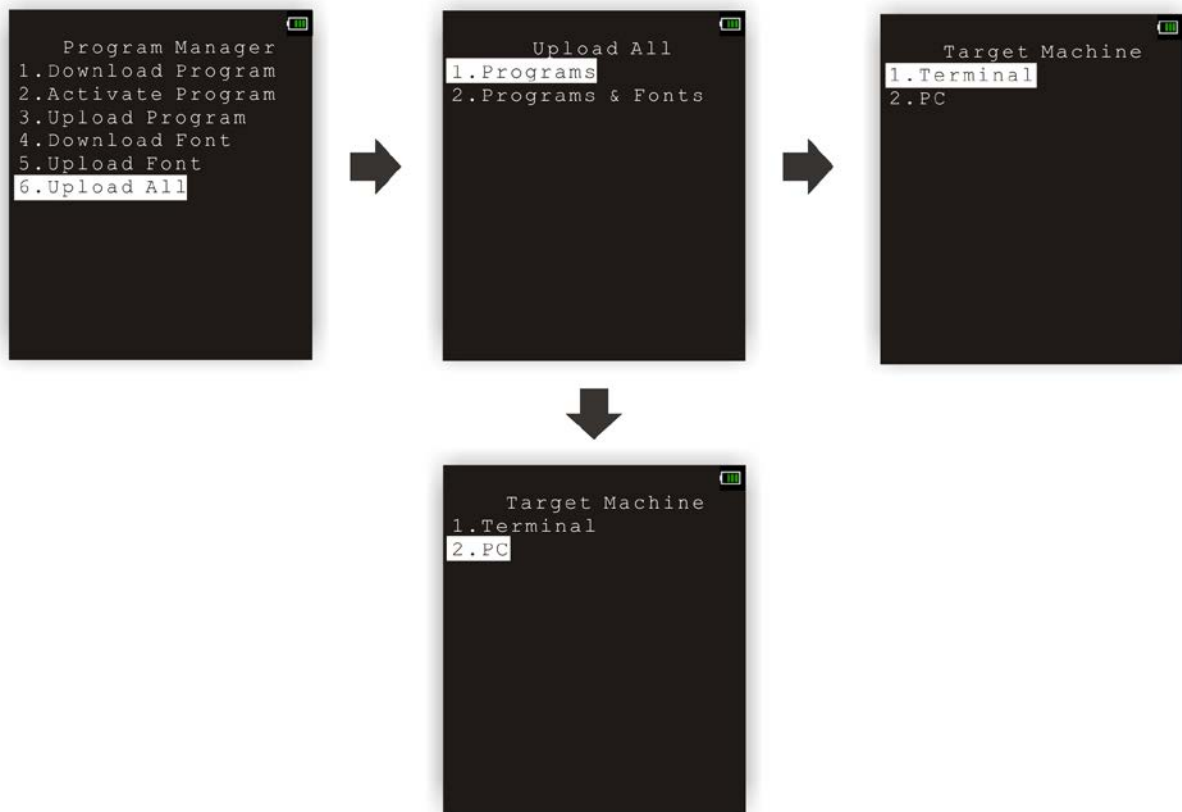 Program Manager
1.Download Program
2.Activate Program
3.Upload Program
4.Download Font
5.Upload Font
6.Upload All
Upload All
1.Programs
2.Programs & Fonts
Target Machine
1.Terminal
2.PC
Target Machine
1.Terminal
2.PC